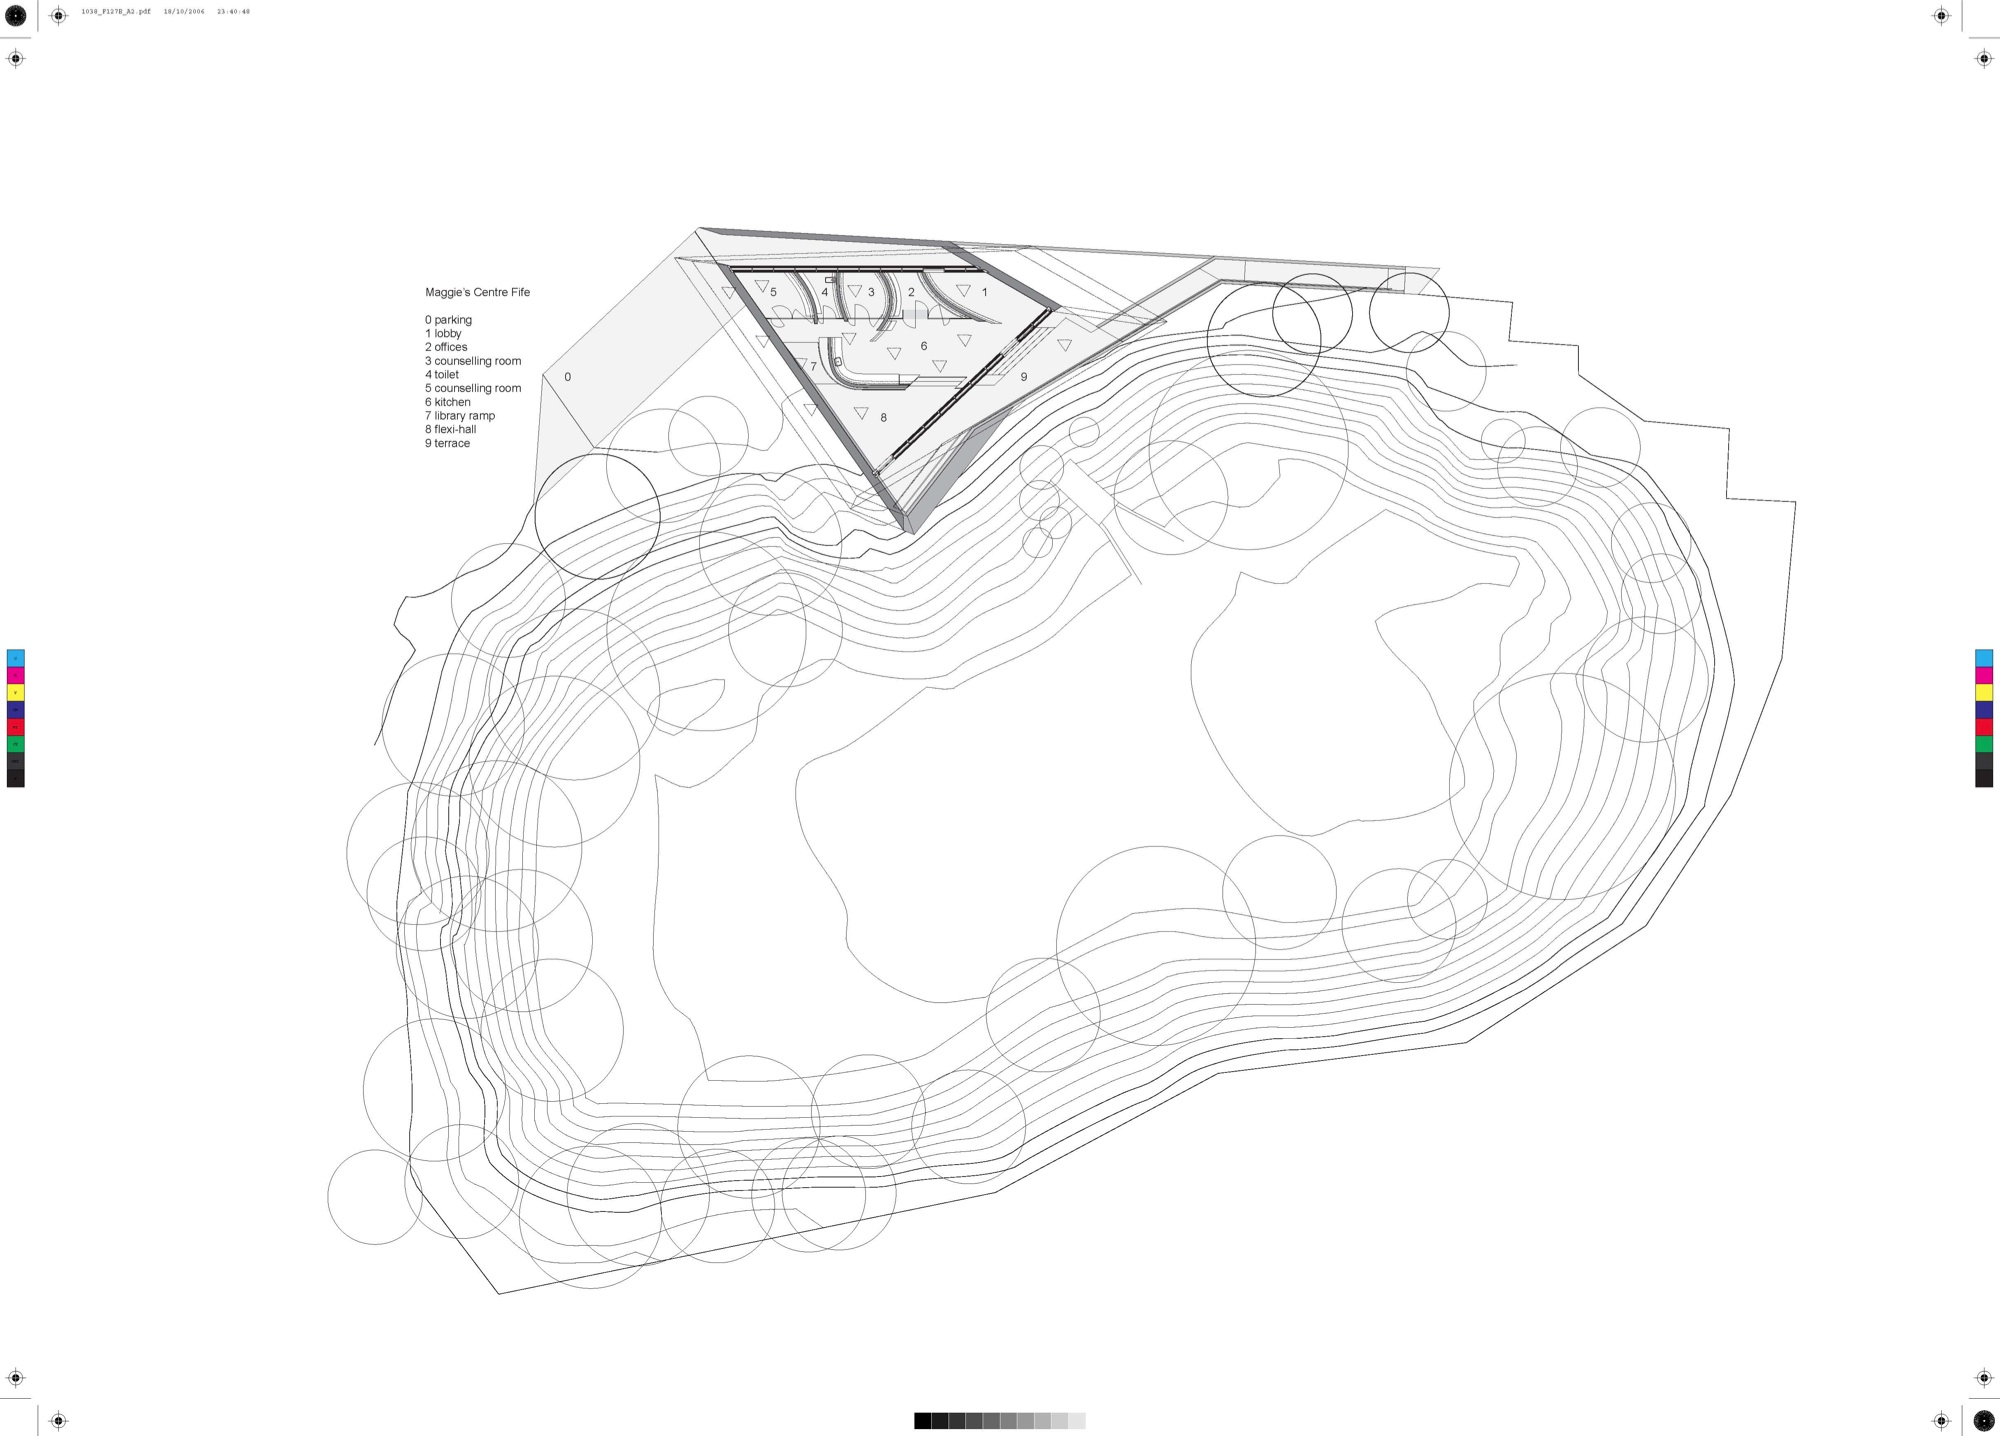 1038_F127B_A2.pdf 18/10/2006 23:40:48
Maggie's Centre Fife
0 parking
1 lobby
2 offices
3 counselling room
4 toilet
5 counselling room
6 kitchen
7 library ramp
8 flexi-hall
9 terrace
5
4
3
2
1
6
7
0
9
8